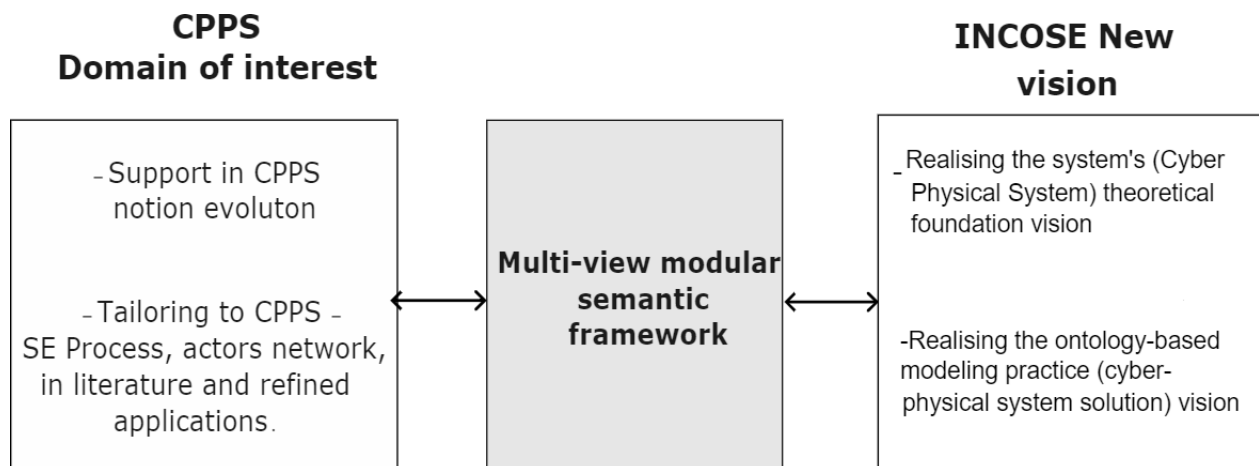 CPPS
Domain of interest
- Support in CPPS
notion evoluton
- Tailoring to CPPS -
SE Process, actors network,
in literature and refined
applications.
Multi-view modular
semantic
framework
INCOSE New
vision
- Realising the system's (Cyber
Physical System) theoretical
foundation vision
-Realising the ontology-based
modeling practice (cyber-
physical system solution) vision